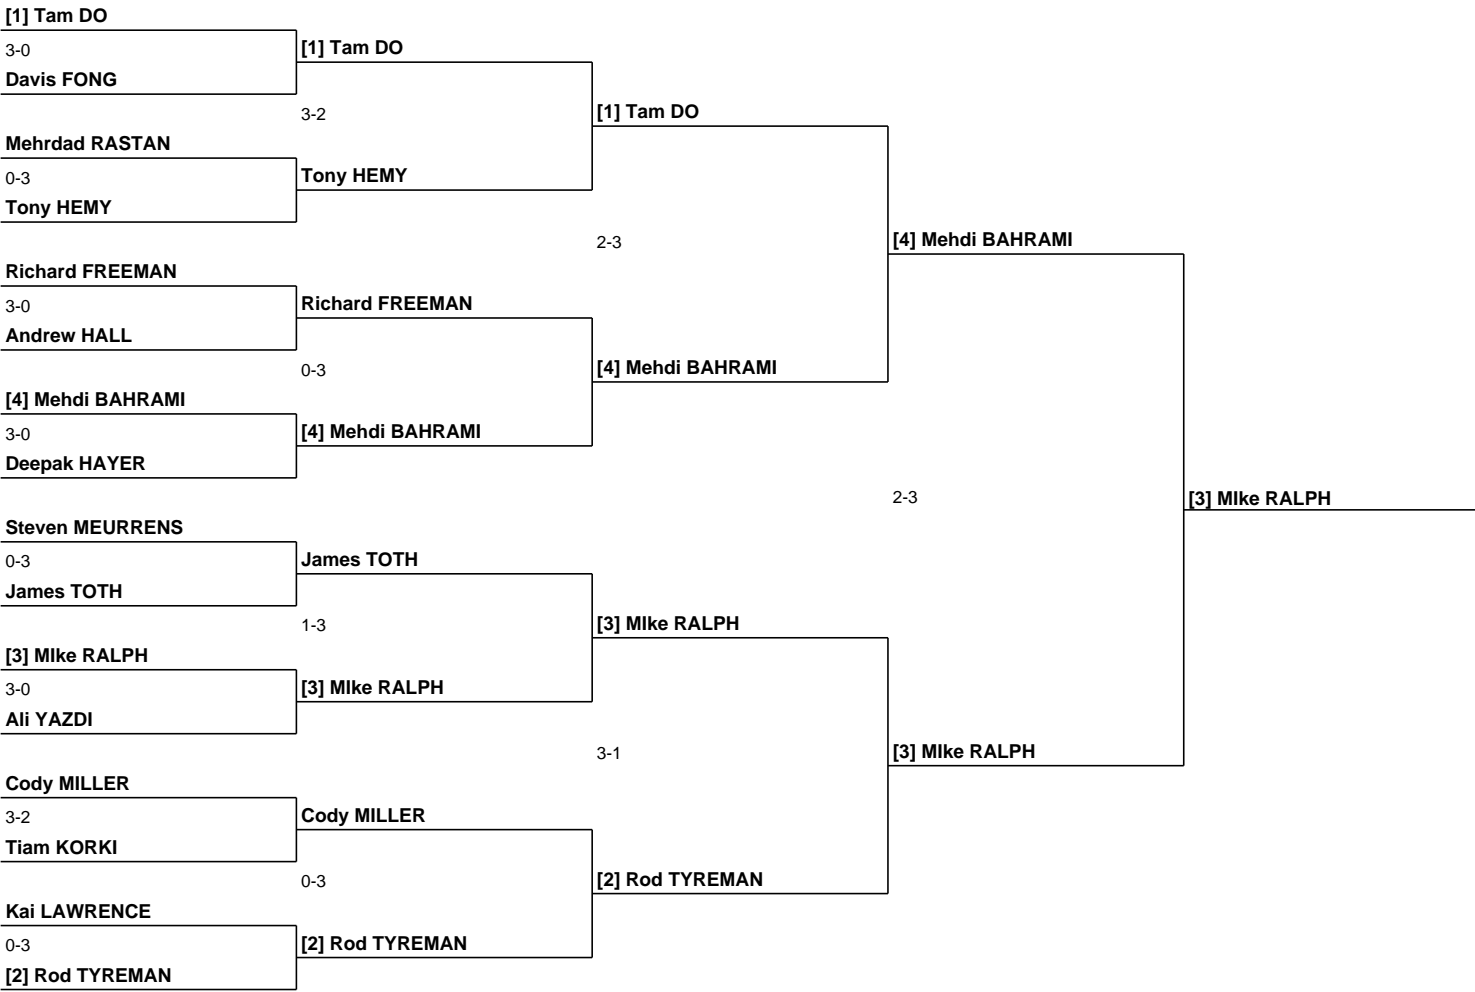 [1] Tam DO
3-0
Davis FONG
Mehrdad RASTAN
0-3
Tony HEMY
Richard FREEMAN
3-0
Andrew HALL
[4] Mehdi BAHRAMI
3-0
Deepak HAYER
Steven MEURRENS
0-3
James TOTH
[3] MIke RALPH
3-0
Ali YAZDI
Cody MILLER
3-2
Tiam KORKI
Kai LAWRENCE
0-3
[2] Rod TYREMAN
[1] Tam DO
3-2
Tony HEMY
Richard FREEMAN
0-3
[4] Mehdi BAHRAMI
James TOTH
1-3
[3] MIke RALPH
Cody MILLER
0-3
[2] Rod TYREMAN
[1] Tam DO
2-3
[4] Mehdi BAHRAMI
[3] MIke RALPH
3-1
[2] Rod TYREMAN
[4] Mehdi BAHRAMI
2-3
[3] MIke RALPH
[3] MIke RALPH